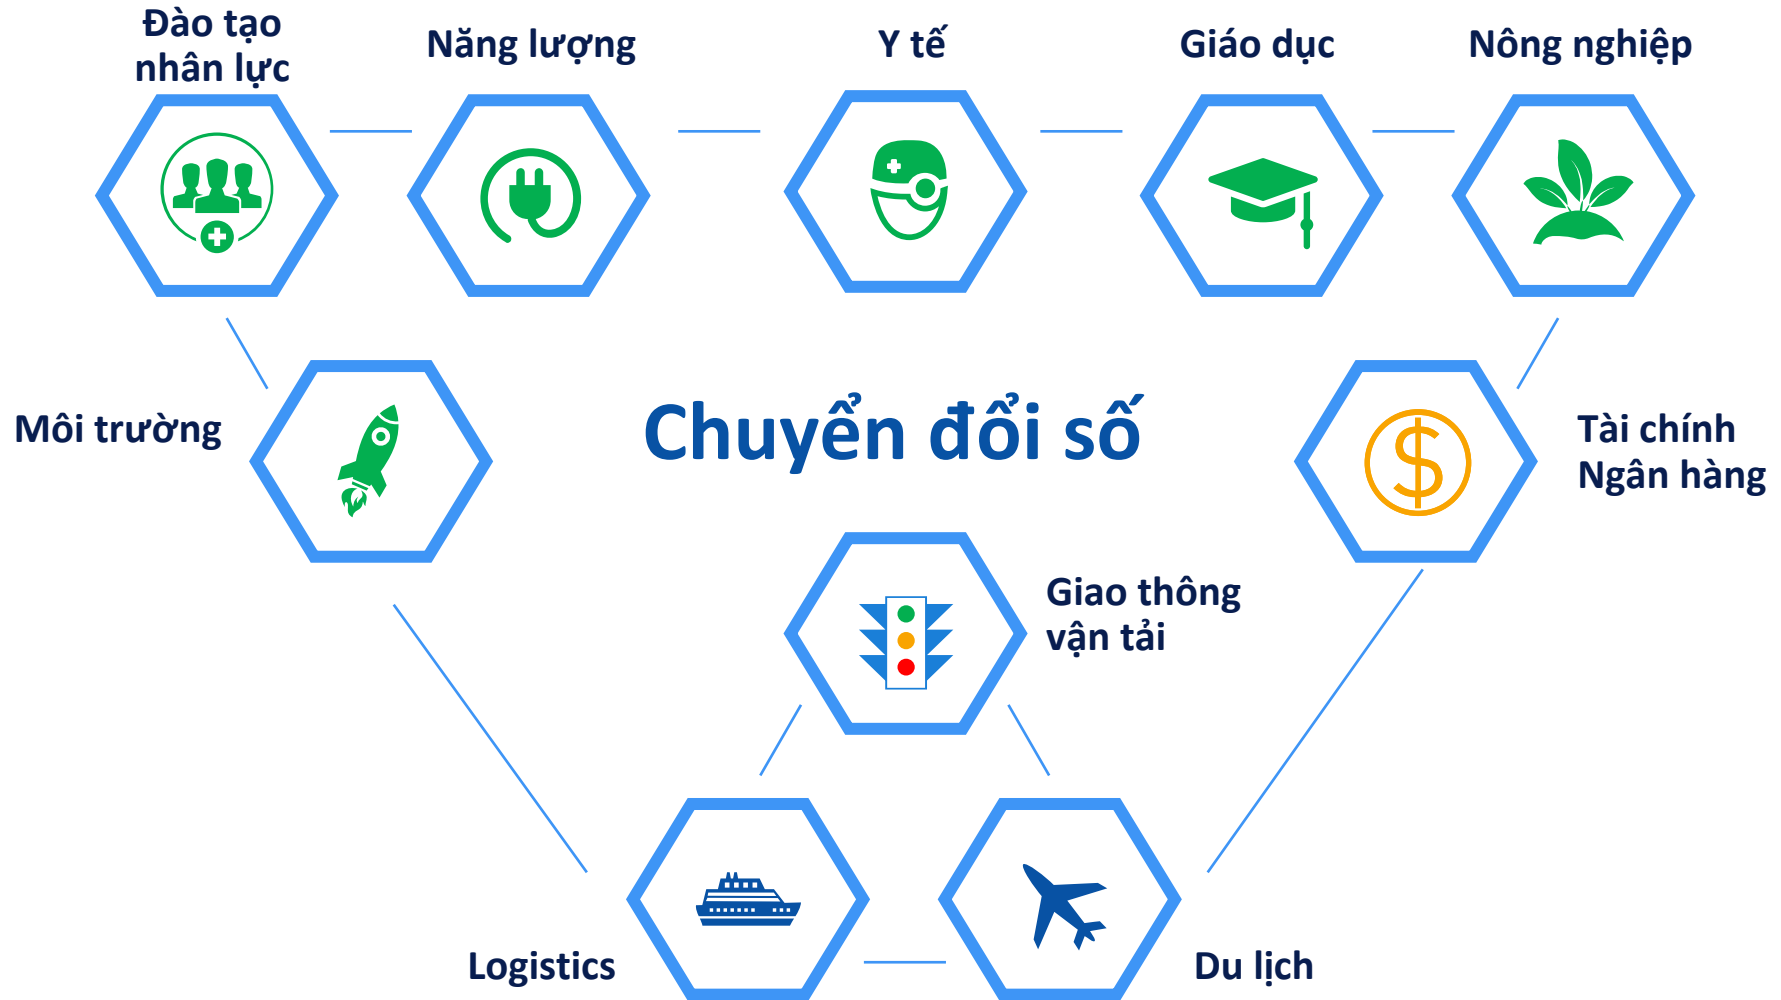 Đào tạo
nhân lực
Năng lượng
Y tế
Giáo dục
Nông nghiệp
Môi trường
Chuyển đổi số
Tài chính
Ngân hàng
Giao thông
vận tải
Logistics
Du lịch